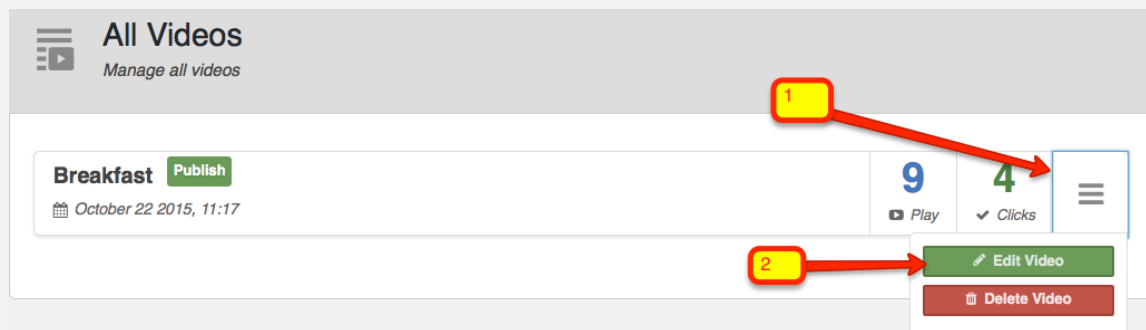 All Videos
Manage all videos
1
Breakfast Publish
9
4
October 22 2015, 11:17
Play
Clicks
2
Edit Video
Delete Video